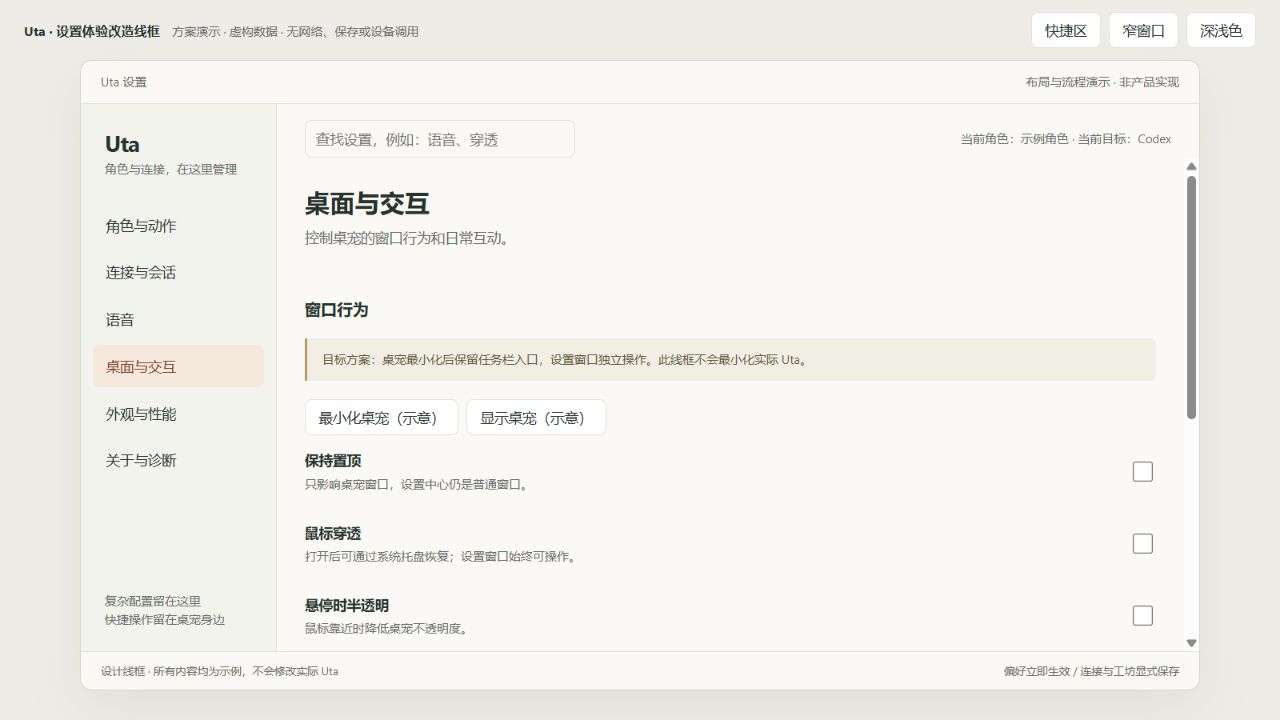 Uta · 设置体验改造线框 方案演示 · 虚构数据 · 无网络、保存或设备调用
快捷区 窄窗口 深浅色
Uta 设置
布局与流程演示 · 非产品实现
Uta
角色与连接，在这里管理
角色与动作
连接与会话
语音
桌面与交互
外观与性能
关于与诊断
复杂配置留在这里
快捷操作留在桌宠身边
查找设置，例如：语音、穿透
当前角色：示例角色 · 当前目标：Codex
桌面与交互
控制桌宠的窗口行为和日常互动。
窗口行为
目标方案：桌宠最小化后保留任务栏入口，设置窗口独立操作。此线框不会最小化实际 Uta。
最小化桌宠（示意） 显示桌宠（示意）
保持置顶
只影响桌宠窗口，设置中心仍是普通窗口。
鼠标穿透
打开后可通过系统托盘恢复；设置窗口始终可操作。
悬停时半透明
鼠标靠近时降低桌宠不透明度。
设计线框 · 所有内容均为示例，不会修改实际 Uta
偏好立即生效 / 连接与工坊显式保存